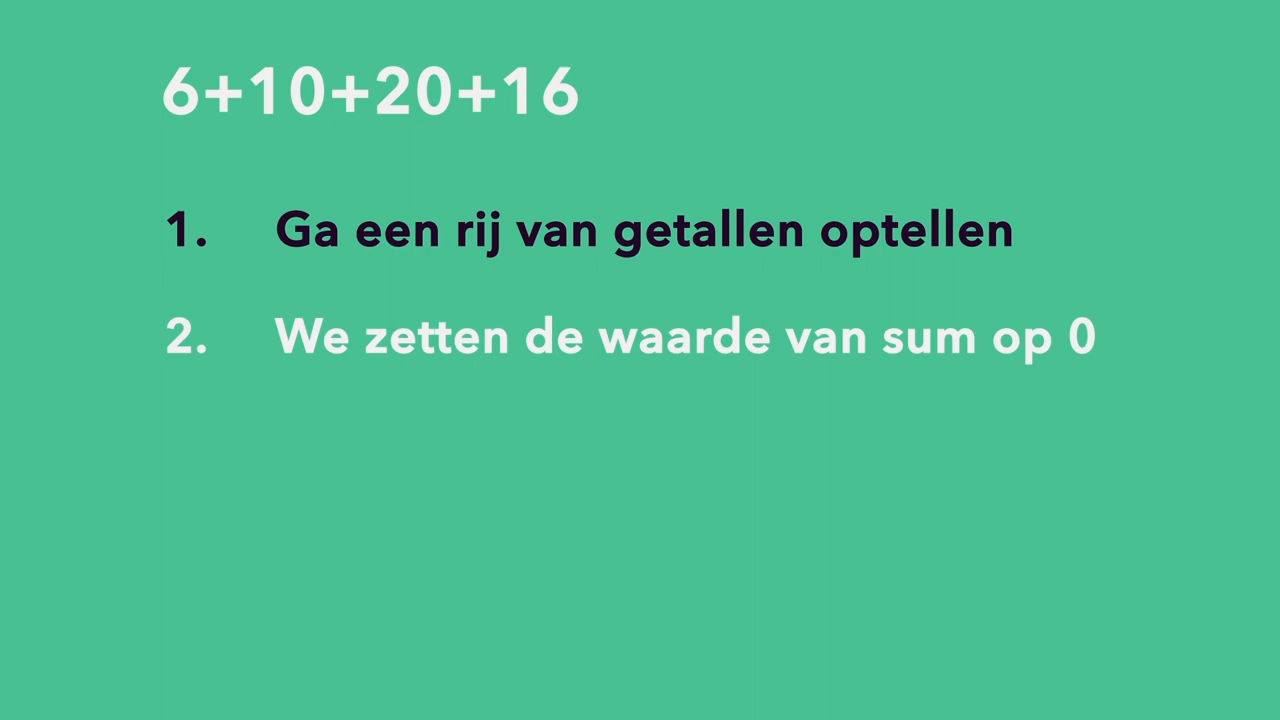 6+10+20+16
1. Ga een rij van getallen optellen
2. We zetten de waarde van sum op 0